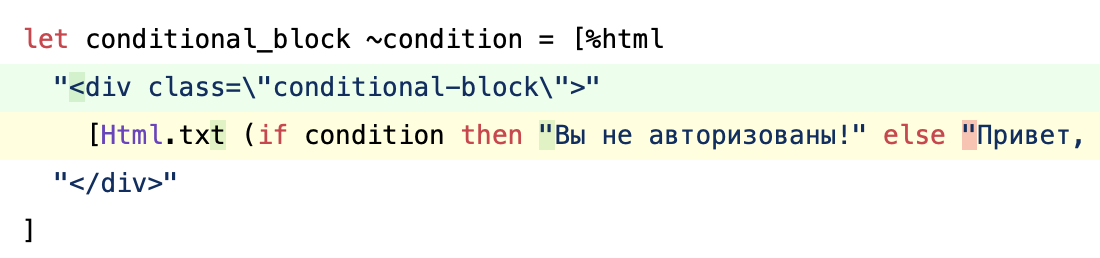 let conditional_block ~condition = [%html
"<div class=\"conditional-block\">"
[Html.txt (if condition then "Вы не авторизованы!" else "Привет,
"</div>"
]